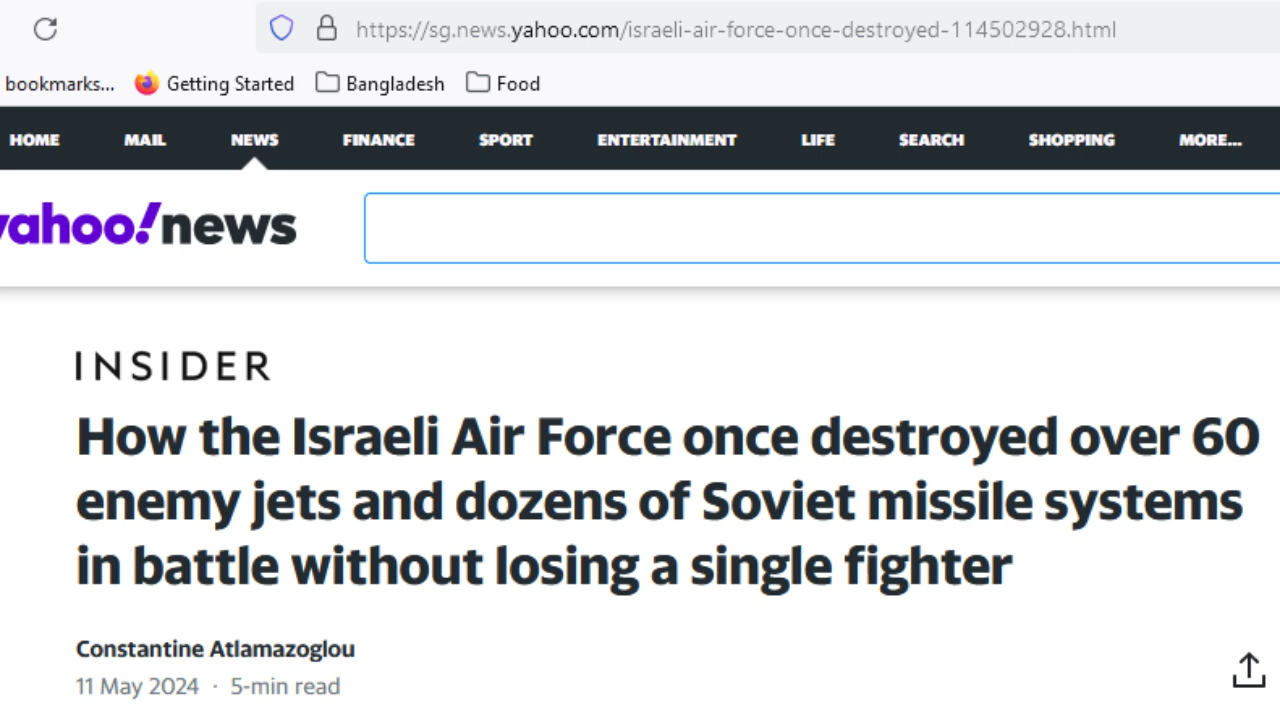 https://sg.news.yahoo.com/israeli-air-force-once-destroyed-114502928.html
bookmarks... Getting Started Bangladesh Food
HOME MAIL NEWS FINANCE SPORT ENTERTAINMENT LIFE SEARCH SHOPPING MORE...
yahoo!news
INSIDER
How the Israeli Air Force once destroyed over 60
enemy jets and dozens of Soviet missile systems
in battle without losing a single fighter
Constantine Atlamazoglou
11 May 2024 · 5-min read